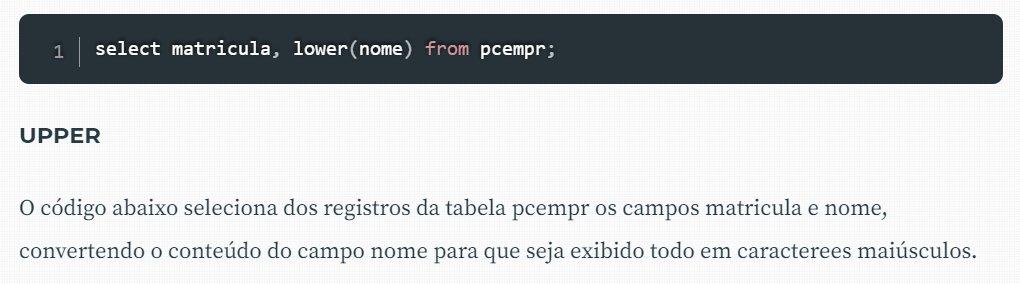 1 select matricula, lower(nome) from pcempr;
UPPER
O código abaixo seleciona dos registros da tabela pcempr os campos matricula e nome,
convertendo o conteúdo do campo nome para que seja exibido todo em caracterees maiúsculos.